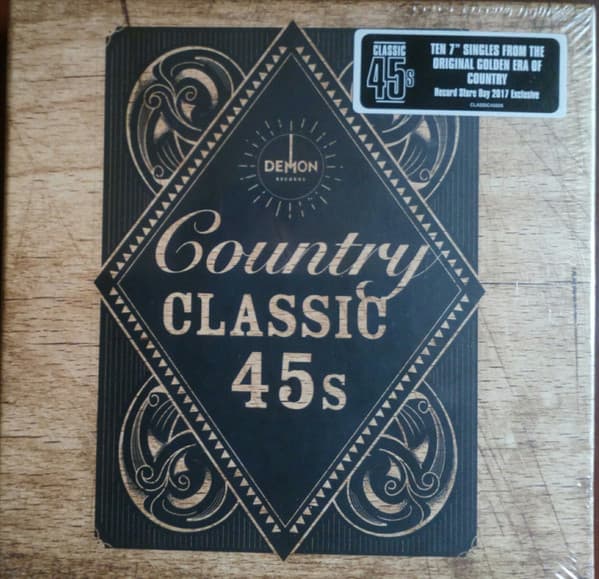 CLASSIC
45s
TEN 7" SINGLES FROM THE
ORIGINAL GOLDEN ERA OF
COUNTRY
Record Store Day 2017 Exclusive
DEMON
RECORDS
Country
CLASSIC
45s